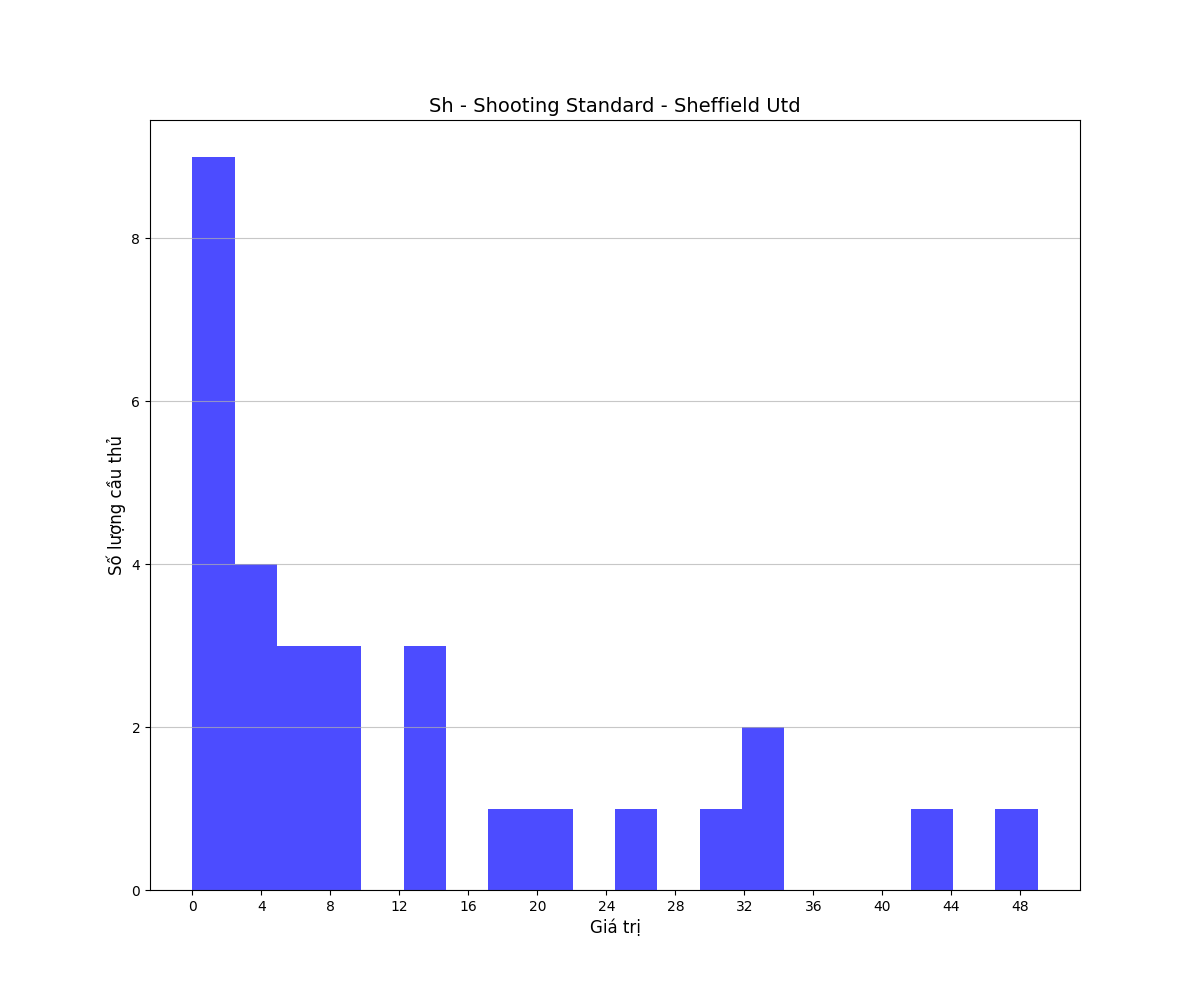 Sh - Shooting Standard - Sheffield Utd
8
6
4
2
0
Số lượng cầu thủ
0 4 8 12 16 20 24 28 32 36 40 44 48
Giá trị